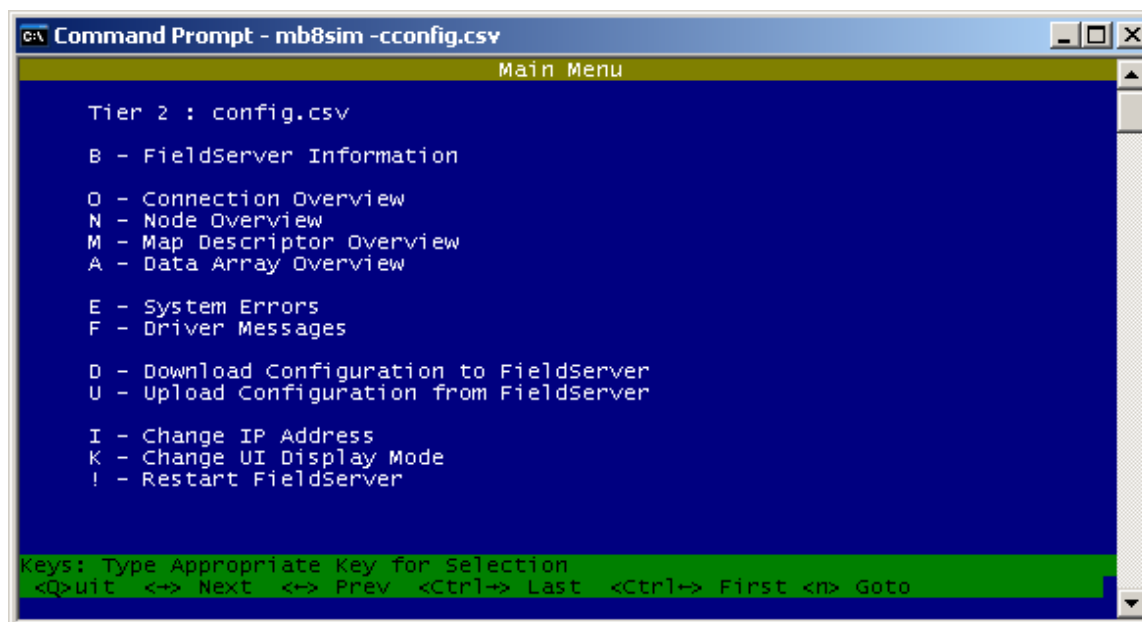 Command Prompt - mb8sim -cconfig.csv
Main Menu
Tier 2 : config.csv
B - FieldServer Information
O - Connection Overview
N - Node Overview
M - Map Descriptor Overview
A - Data Array Overview
E - System Errors
F - Driver Messages
D - Download Configuration to FieldServer
U - Upload Configuration from FieldServer
I - Change IP Address
K - Change UI Display Mode
! - Restart FieldServer
Keys: Type Appropriate Key for Selection
<Q>uit <→> Next <←> Prev <Ctrl→> Last <Ctrl←> First <n> Goto